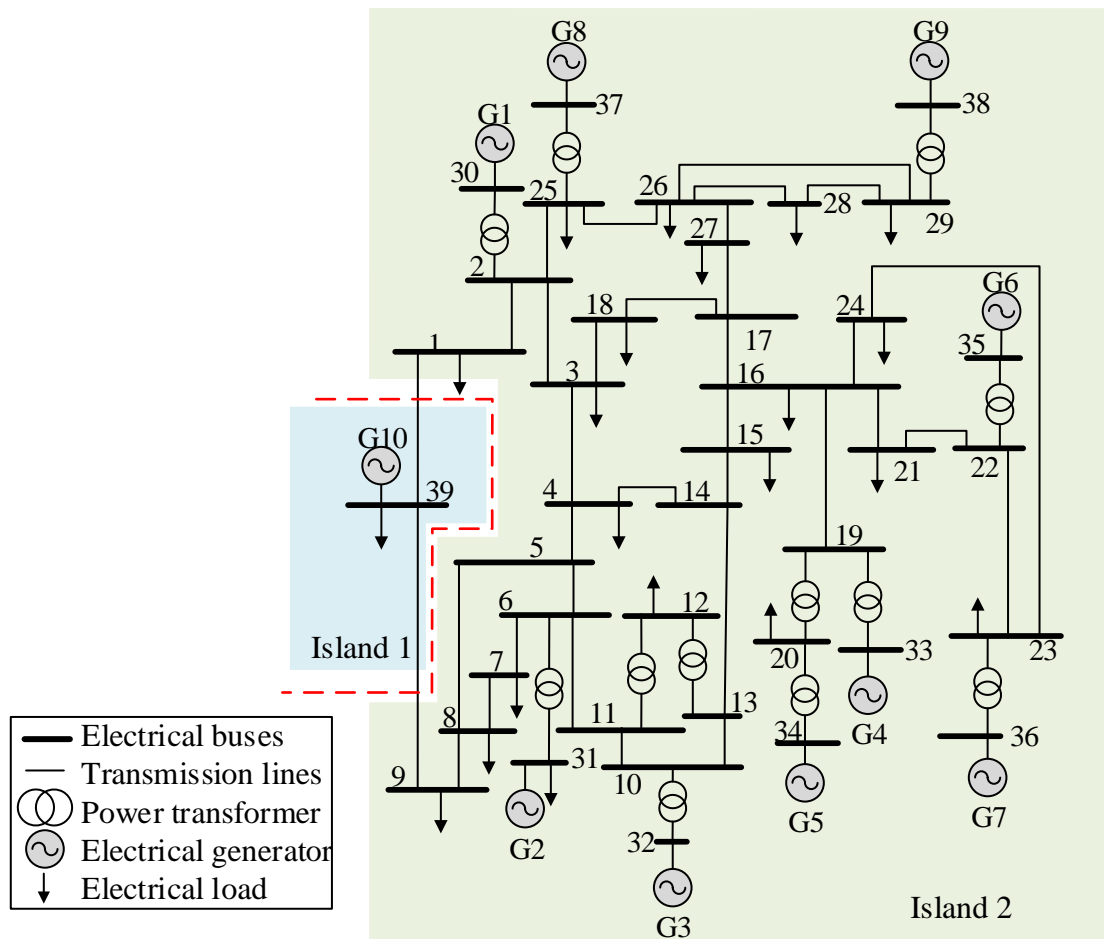 G8
G9
37
38
G1
30
25
26
28
29
27
2
G6
18
24
1
17
35
3
16
G10
15
21
22
39
4
14
5
19
6
12
Island 1
7
20
33
23
13
8
11
34
G4
36
9
31
10
G2
G5
G7
32
G3
Island 2
Electrical buses
Transmission lines
Power transformer
Electrical generator
Electrical load